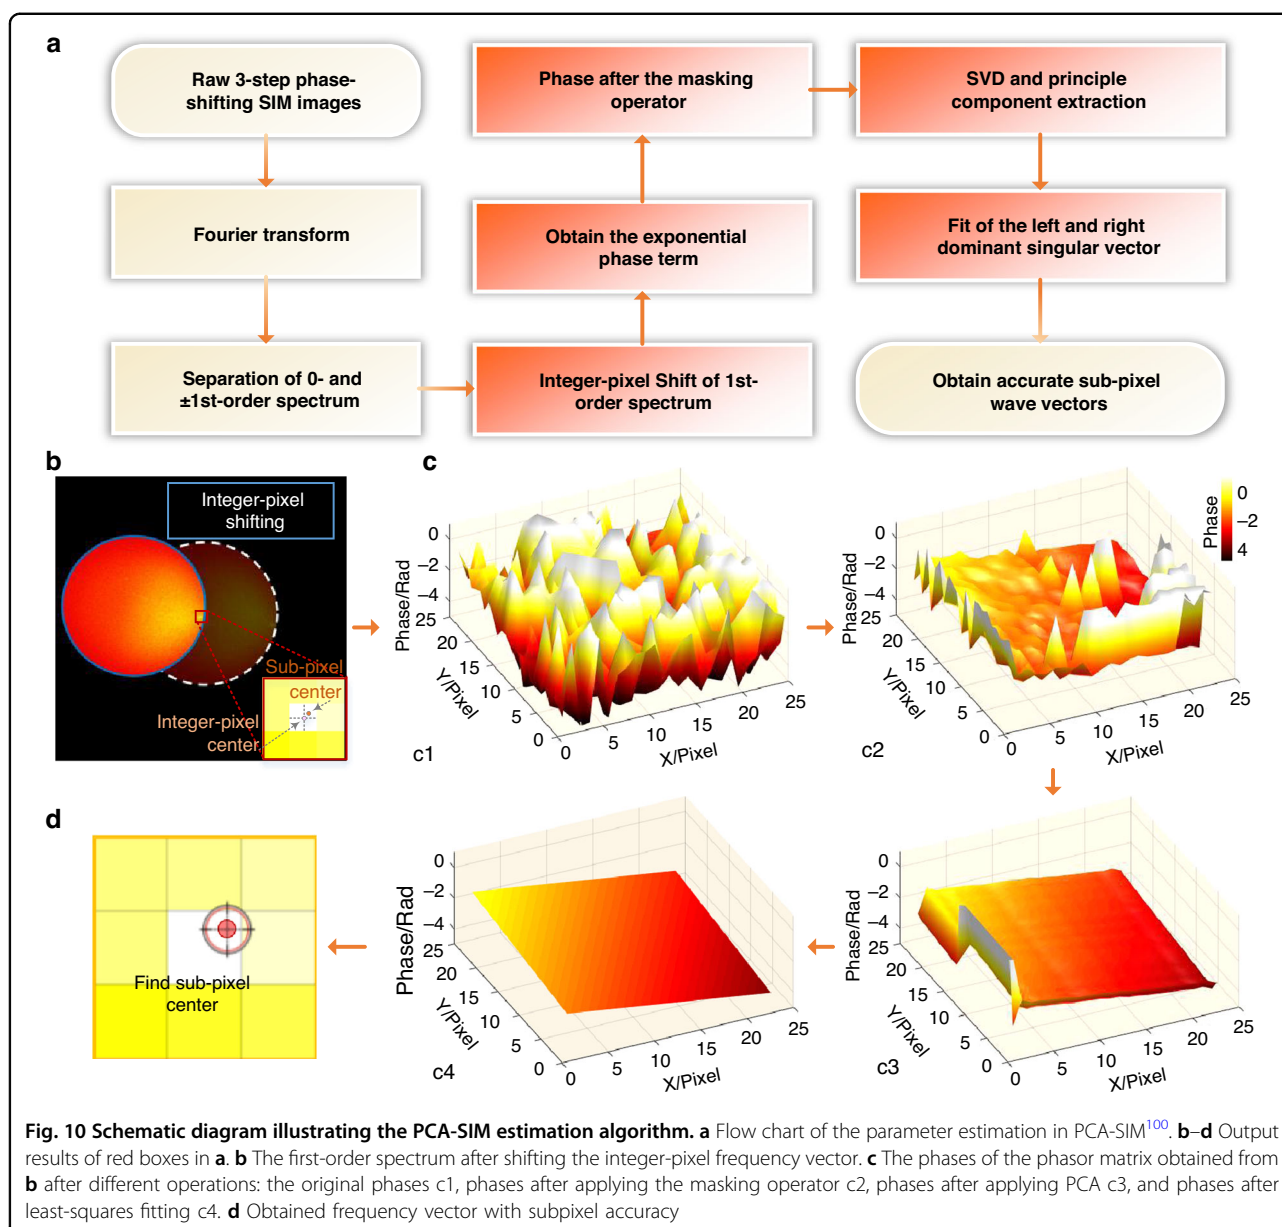 a
Raw 3-step phase-
shifting SIM images
Fourier transform
Separation of 0- and
±1st-order spectrum
Integer-pixel Shift of 1st-
order spectrum
Obtain the exponential
phase term
Phase after the masking
operator
SVD and principle
component extraction
Fit of the left and right
dominant singular vector
Obtain accurate sub-pixel
wave vectors
b
Integer-pixel
shifting
Sub-pixel
center
Integer-pixel
center
c
0
−2
−4
Phase/Rad
25
20
15
10
5
0
Y/Pixel
0
5
10
15
20
25
X/Pixel
c1
0
−2
−4
Phase/Rad
25
20
15
10
5
0
Y/Pixel
0
5
10
15
20
25
X/Pixel
c2
Phase
0
−2
4
d
Find sub-pixel
center
0
−2
−4
Phase/Rad
25
20
15
10
5
0
Y/Pixel
0
5
10
15
20
25
X/Pixel
c4
0
−2
−4
Phase/Rad
25
20
15
10
5
0
Y/Pixel
0
5
10
15
20
25
X/Pixel
c3
Fig. 10 Schematic diagram illustrating the PCA-SIM estimation algorithm. a Flow chart of the parameter estimation in PCA-SIM100. b–d Output
results of red boxes in a. b The first-order spectrum after shifting the integer-pixel frequency vector. c The phases of the phasor matrix obtained from
b after different operations: the original phases c1, phases after applying the masking operator c2, phases after applying PCA c3, and phases after
least-squares fitting c4. d Obtained frequency vector with subpixel accuracy